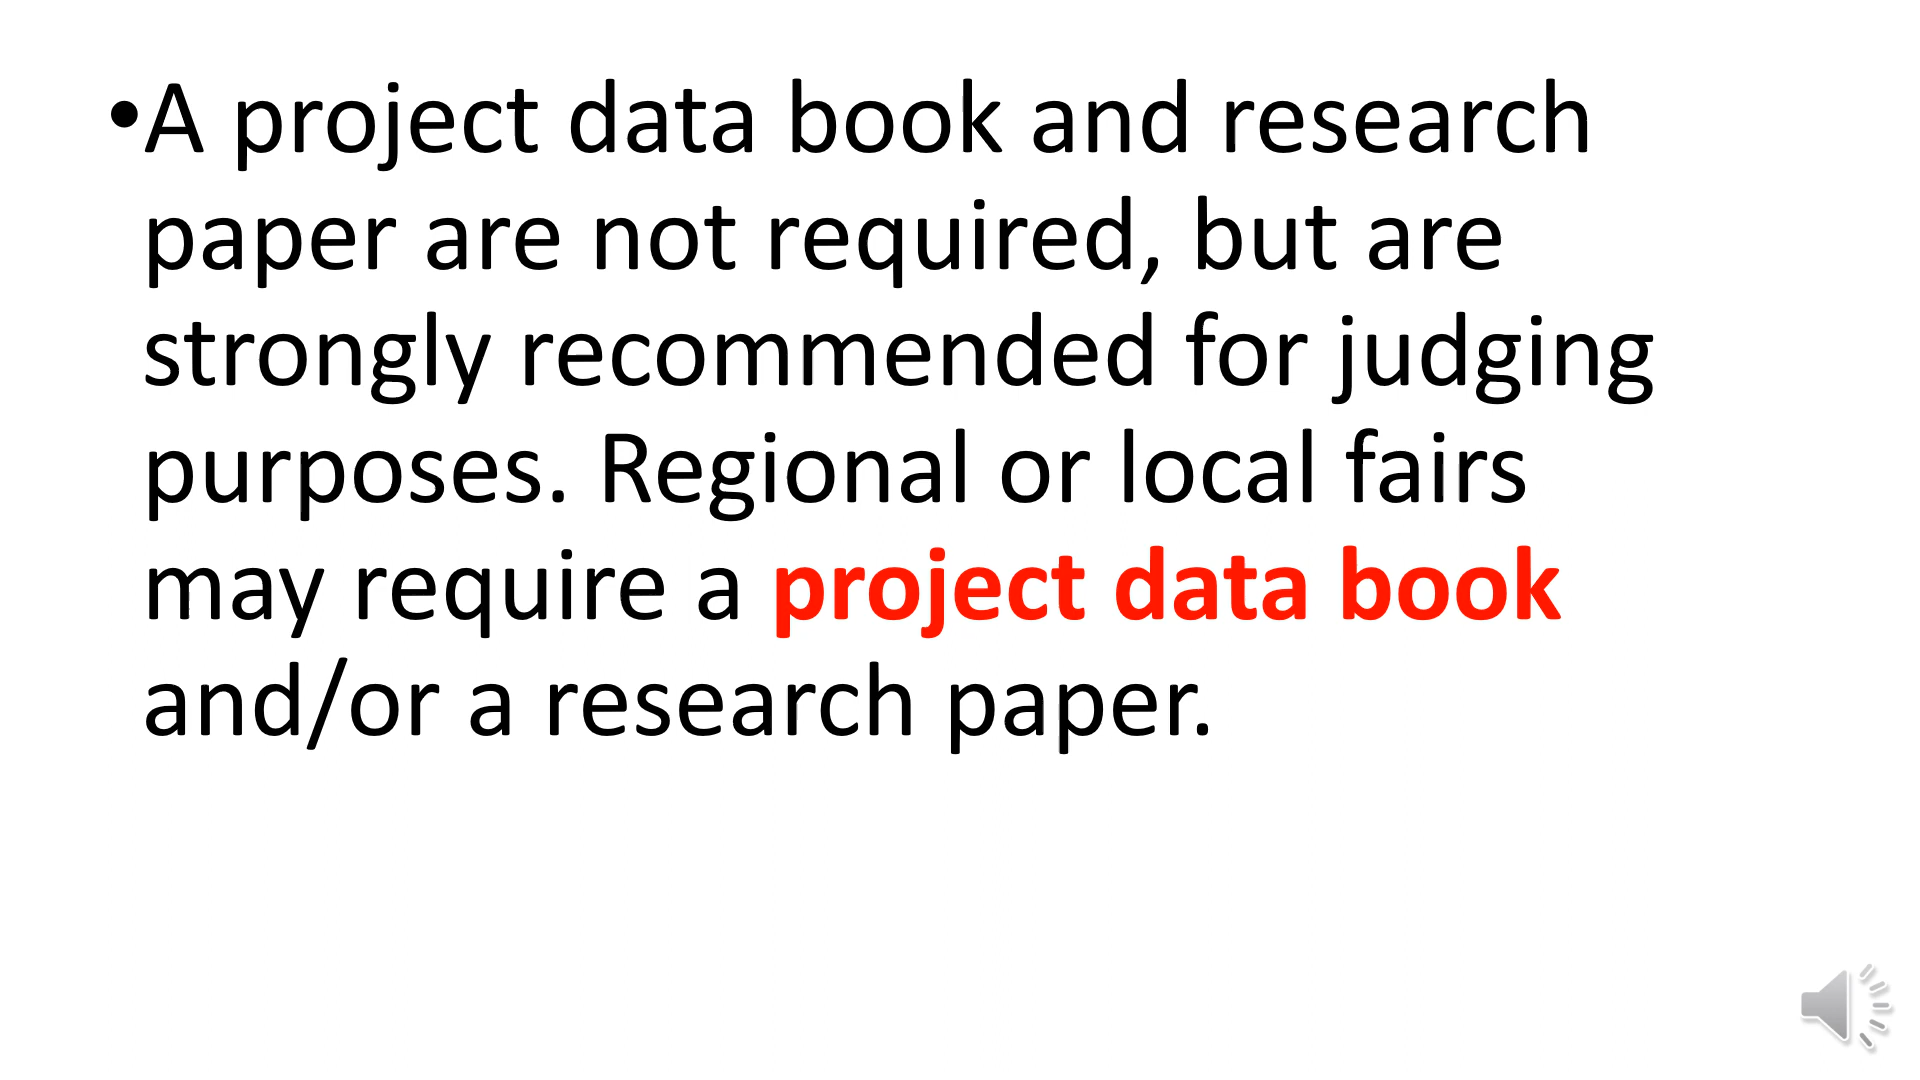 •A project data book and research
paper are not required, but are
strongly recommended for judging
purposes. Regional or local fairs
may require a project data book
and/or a research paper.